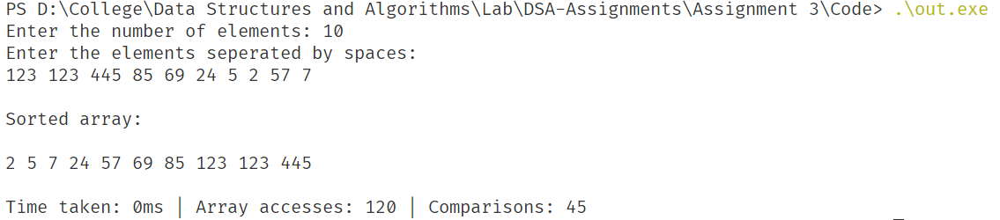 PS D:\College\Data Structures and Algorithms\Lab\DSA-Assignments\Assignment 3\Code> .\out.exe
Enter the number of elements: 10
Enter the elements seperated by spaces:
123 123 445 85 69 24 5 2 57 7
Sorted array:
2 5 7 24 57 69 85 123 123 445
Time taken: 0ms | Array accesses: 120 | Comparisons: 45